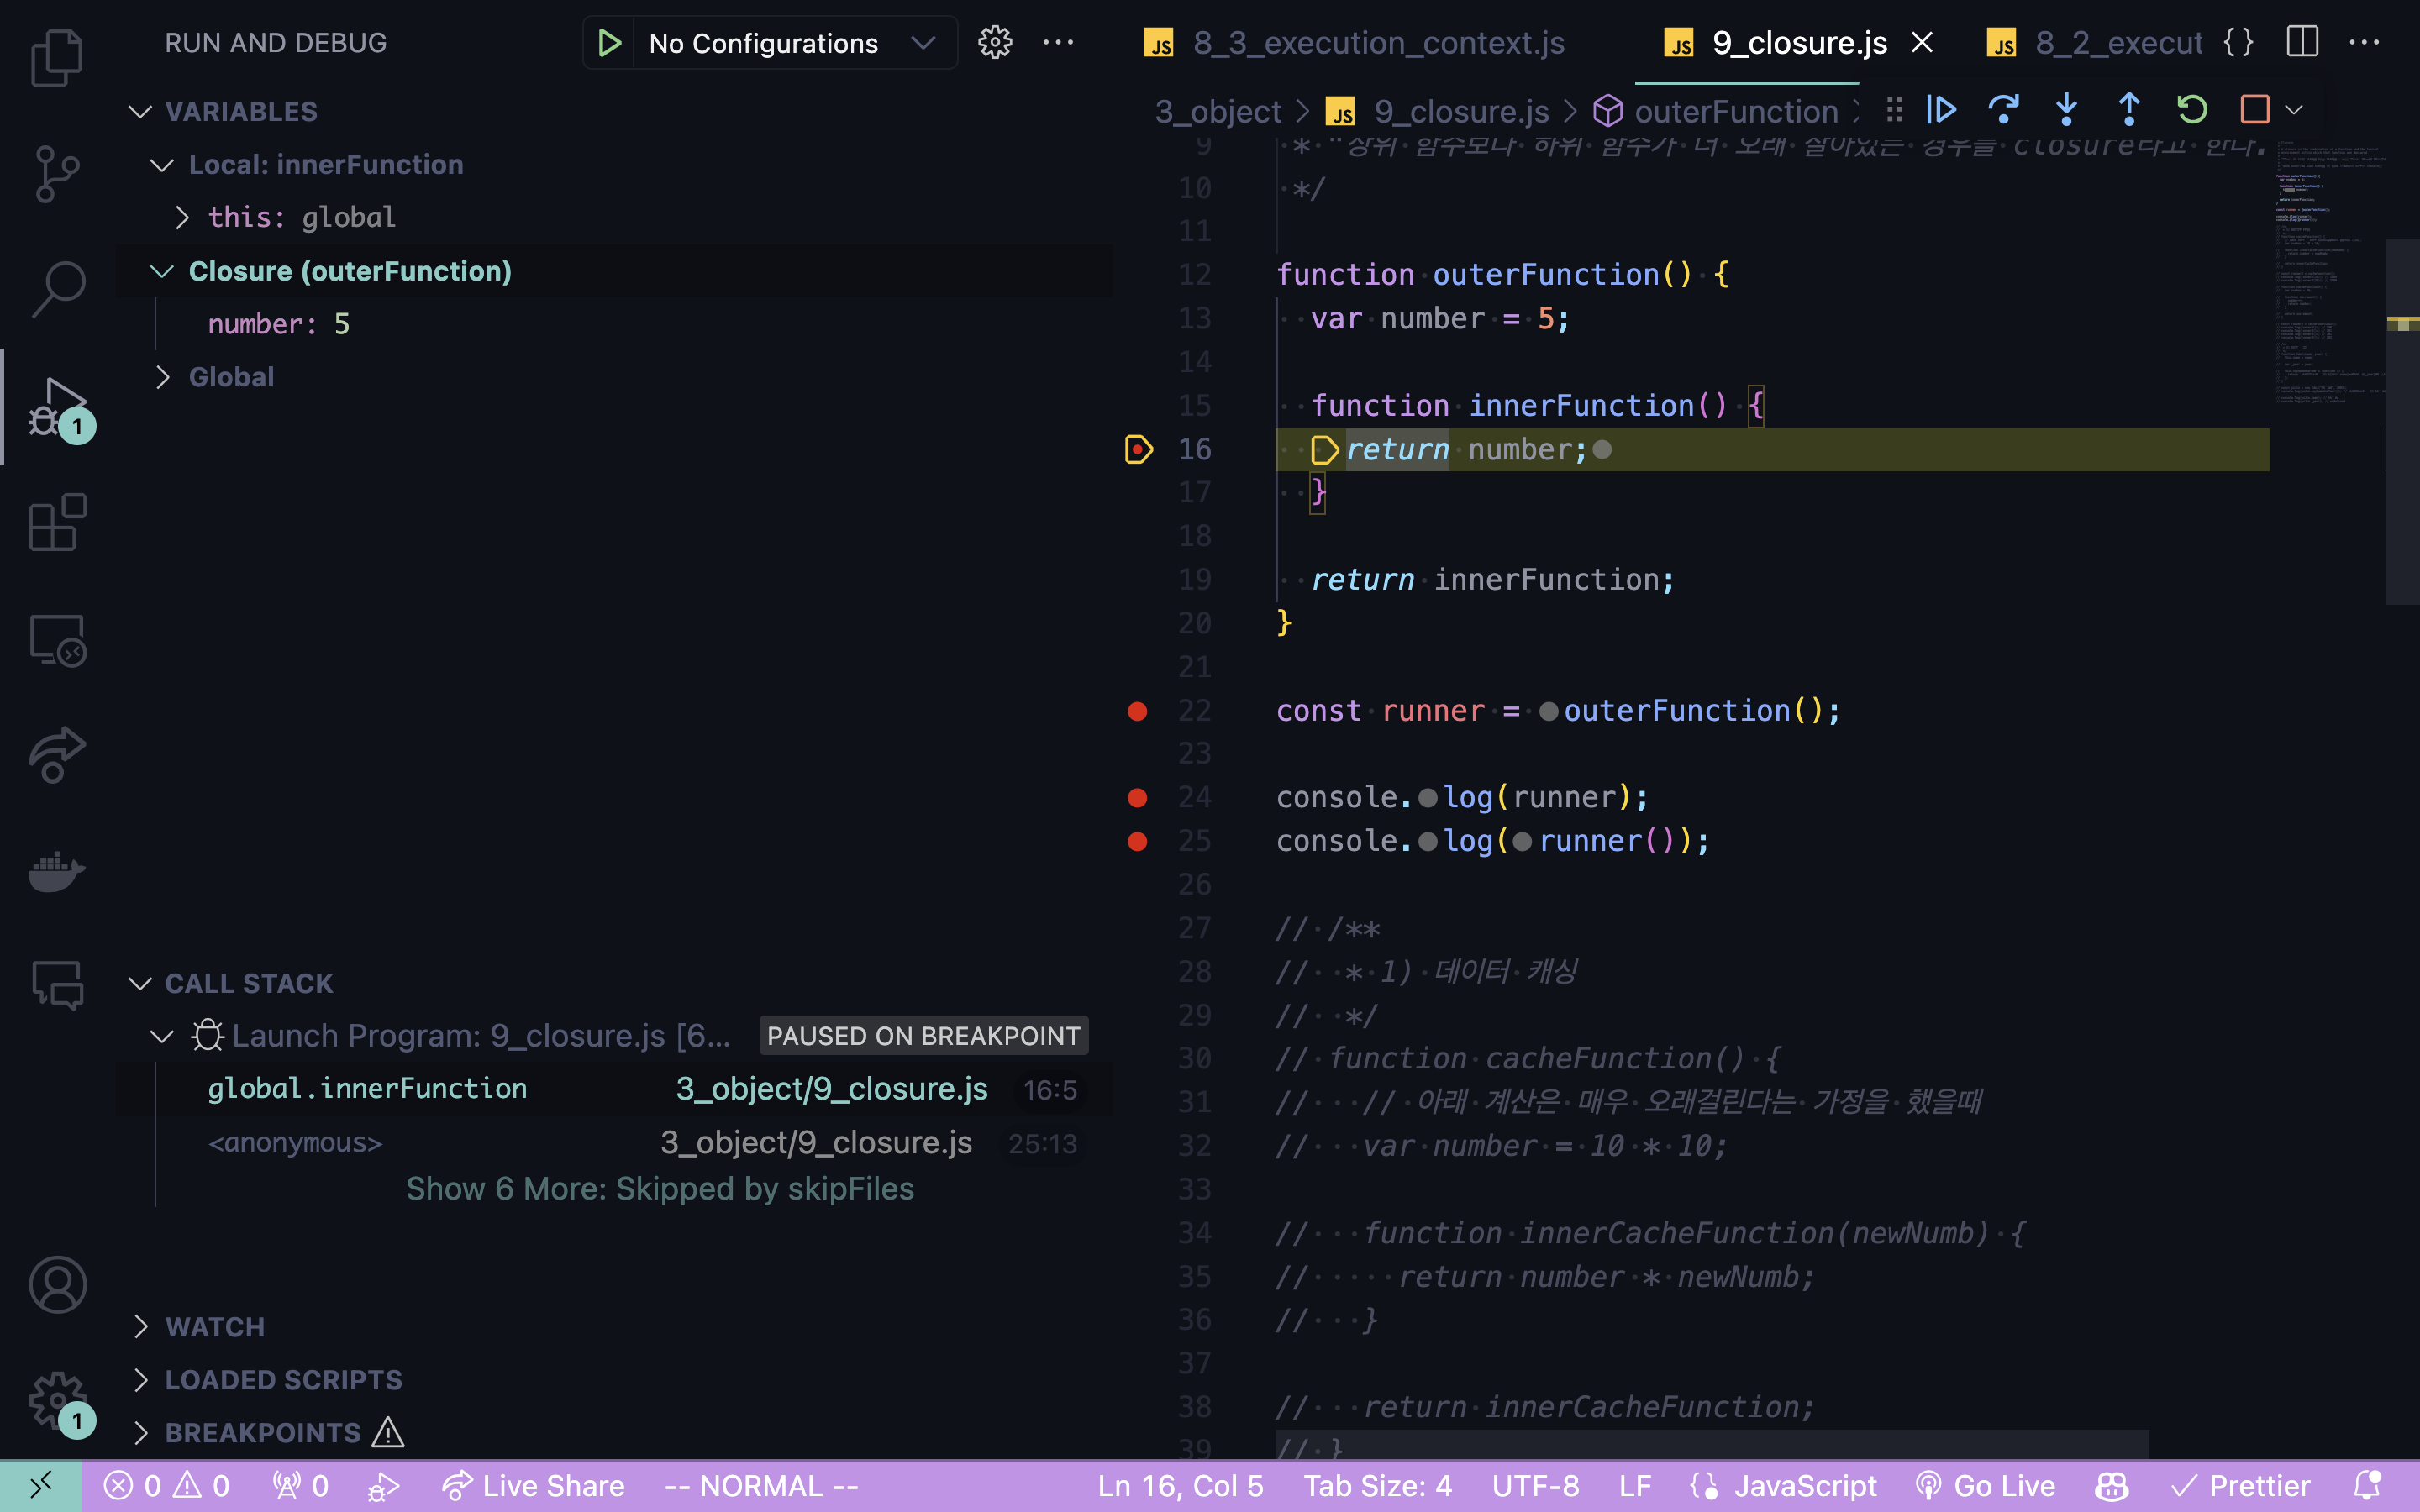 RUN AND DEBUG
No Configurations
VARIABLES
Local: innerFunction
this: global
Closure (outerFunction)
number: 5
Global
1
CALL STACK
Launch Program: 9_closure.js [6... PAUSED ON BREAKPOINT
global.innerFunction 3_object/9_closure.js 16:5
<anonymous> 3_object/9_closure.js 25:13
Show 6 More: Skipped by skipFiles
WATCH
LOADED SCRIPTS
1
BREAKPOINTS
JS 8_3_execution_context.js JS 9_closure.js JS 8_2_execut
3_object > JS 9_closure.js > outerFunction
9 * "상위 함수보다 하위 함수가 더 오래 살아있는 경우를 closure라고 한다.
10 */
11
12 function outerFunction() {
13 var number = 5;
14
15 function innerFunction() {
16 return number;
17 }
18
19 return innerFunction;
20 }
21
22 const runner = outerFunction();
23
24 console.log(runner);
25 console.log(runner());
26
27 // /**
28 // * 1) 데이터 캐싱
29 // */
30 // function cacheFunction() {
31 // // 아래 계산은 매우 오래걸린다는 가정을 했을때
32 // var number = 10 * 10;
33
34 // function innerCacheFunction(newNumb) {
35 // return number * newNumb;
36 // }
37
38 // return innerCacheFunction;
39 // }
0 0 0 Live Share -- NORMAL -- Ln 16, Col 5 Tab Size: 4 UTF-8 LF JavaScript Go Live Prettier